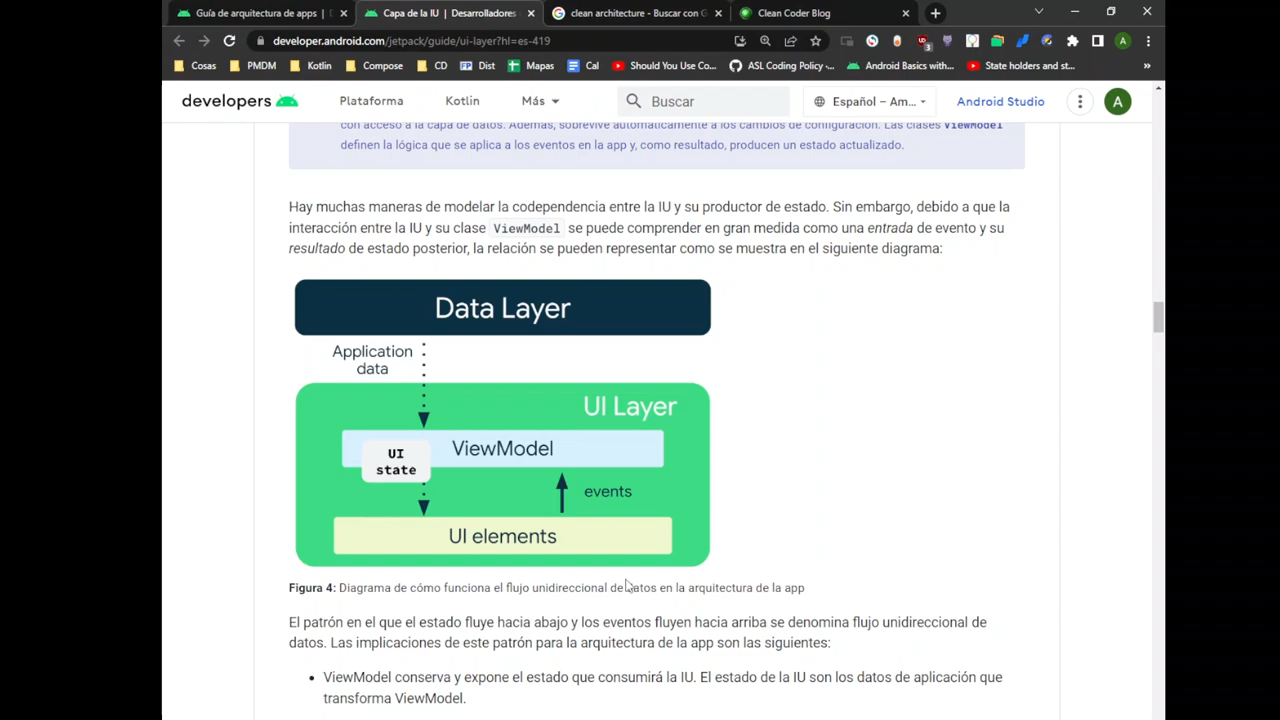 Guía de arquitectura de apps | D
Capa de la IU | Desarrolladores
clean architecture - Buscar con G
Clean Coder Blog
developer.android.com/jetpack/guide/ui-layer?hl=es-419
3
A
Cosas
PMDM
Kotlin
Compose
CD
Dist
Mapas
Cal
Should You Use Co...
ASL Coding Policy-...
Android Basics with...
State holders and st...
»
developers
Plataforma
Kotlin
Más
Buscar
Español – Am...
Android Studio
A
con acceso a la capa de datos. Además, sobrevive automáticamente a los cambios de configuración. Las clases ViewModel
definen la lógica que se aplica a los eventos en la app y, como resultado, producen un estado actualizado.
Hay muchas maneras de modelar la codependencia entre la IU y su productor de estado. Sin embargo, debido a que la
interacción entre la IU y su clase ViewModel se puede comprender en gran medida como una entrada de evento y su
resultado de estado posterior, la relación se pueden representar como se muestra en el siguiente diagrama:
Data Layer
Application
data
UI Layer
ViewModel
UI
state
events
UI elements
Figura 4: Diagrama de cómo funciona el flujo unidireccional de datos en la arquitectura de la app
El patrón en el que el estado fluye hacia abajo y los eventos fluyen hacia arriba se denomina flujo unidireccional de
datos. Las implicaciones de este patrón para la arquitectura de la app son las siguientes:
• ViewModel conserva y expone el estado que consumirá la IU. El estado de la IU son los datos de aplicación que
transforma ViewModel.